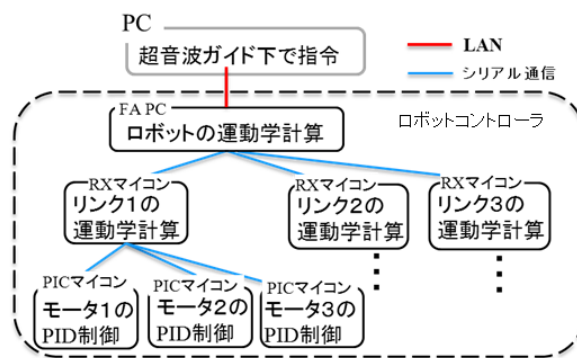 PC
超音波ガイド下で指令
LAN
シリアル通信
FA PC
ロボットの運動学計算
ロボットコントローラ
RXマイコン
リンク1の
運動学計算
RXマイコン
リンク2の
運動学計算
RXマイコン
リンク3の
運動学計算
PICマイコン
モータ1の
PID制御
PICマイコン
モータ2の
PID制御
PICマイコン
モータ3の
PID制御